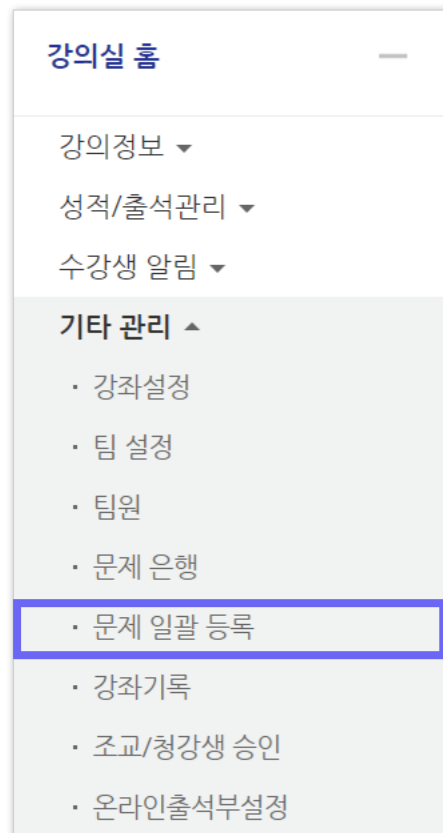 강의실 홈
강의정보
성적/출석관리
수강생 알림
기타 관리
· 강좌설정
· 팀 설정
· 팀원
· 문제 은행
· 문제 일괄 등록
· 강좌기록
· 조교/청강생 승인
· 온라인출석부설정